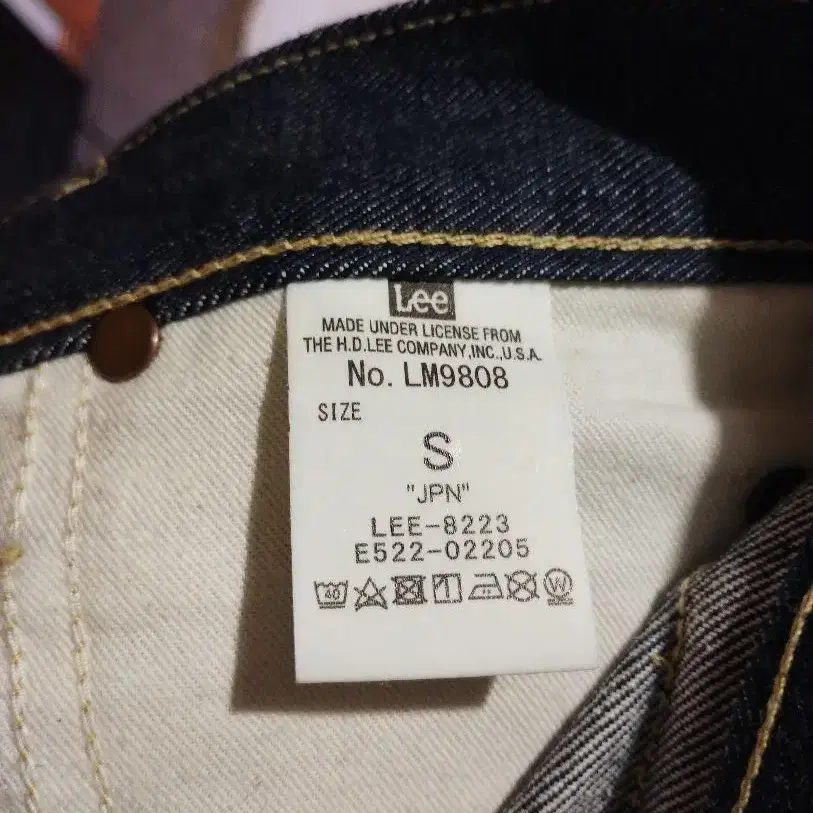 Lee
MADE UNDER LICENSE FROM
THE H.D.LEE COMPANY,INC.,U.S.A.
No. LM9808
SIZE
S
"JPN"
LEE-8223
E522-02205
40
W